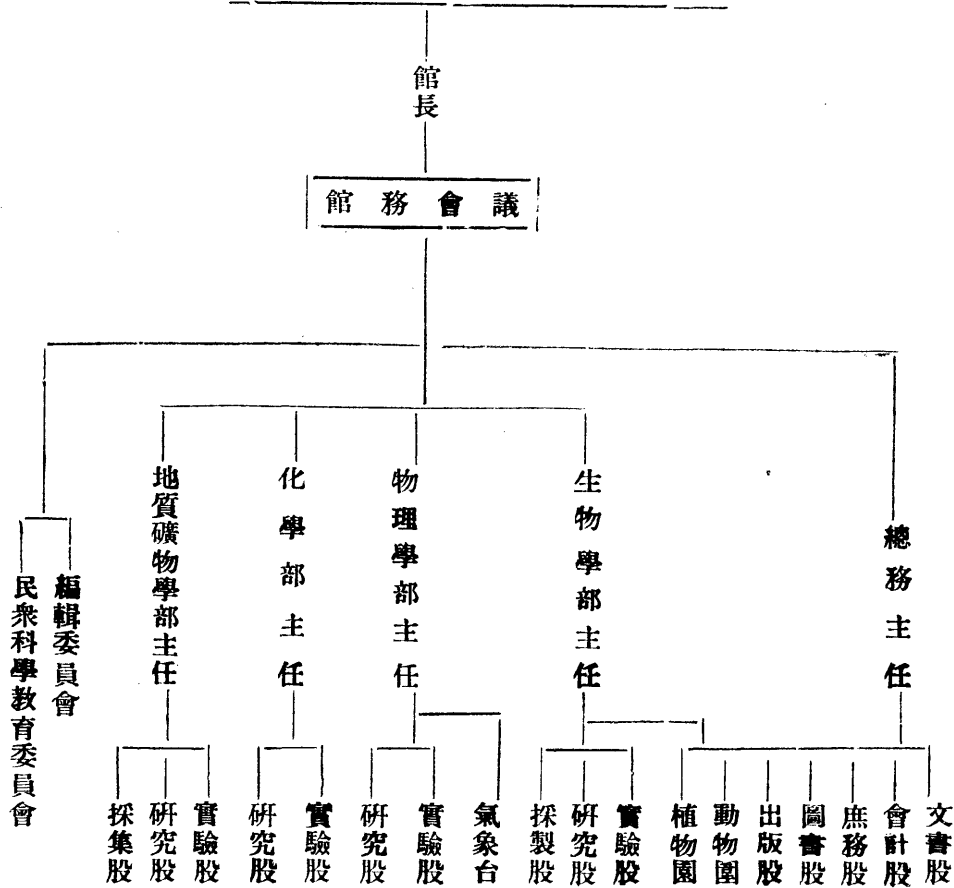 館長
館務會議
總務主任
生物學部主任
物理學部主任
化學部主任
地質礦物學部主任
編輯委員會
民衆科學教育委員會
文書股
會計股
庶務股
圖書股
出版股
動物園
植物園
實驗股
研究股
採製股
氣象台
實驗股
研究股
實驗股
研究股
實驗股
研究股
採集股